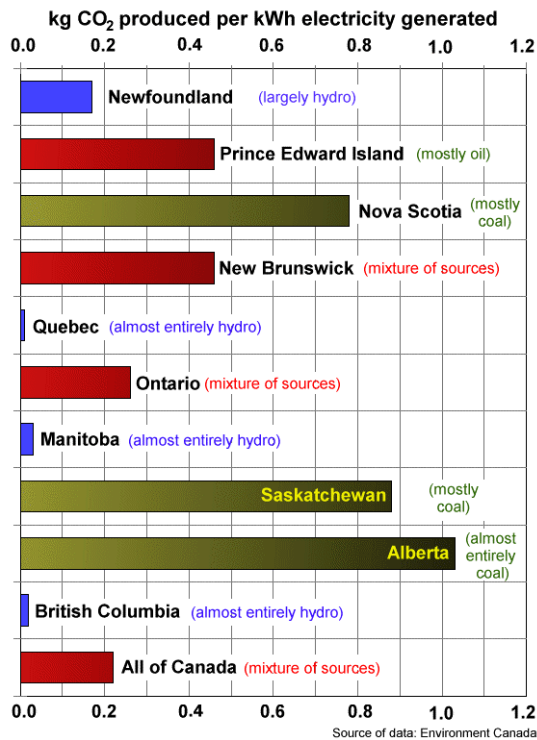 kg CO₂ produced per kWh electricity generated
0.0 0.2 0.4 0.6 0.8 1.0 1.2
Newfoundland (largely hydro)
Prince Edward Island (mostly oil)
Nova Scotia (mostly
coal)
New Brunswick (mixture of sources)
Quebec (almost entirely hydro)
Ontario (mixture of sources)
Manitoba (almost entirely hydro)
Saskatchewan (mostly
coal)
Alberta (almost
entirely
coal)
British Columbia (almost entirely hydro)
All of Canada (mixture of sources)
0.0 0.2 0.4 0.6 0.8 1.0 1.2
Source of data: Environment Canada